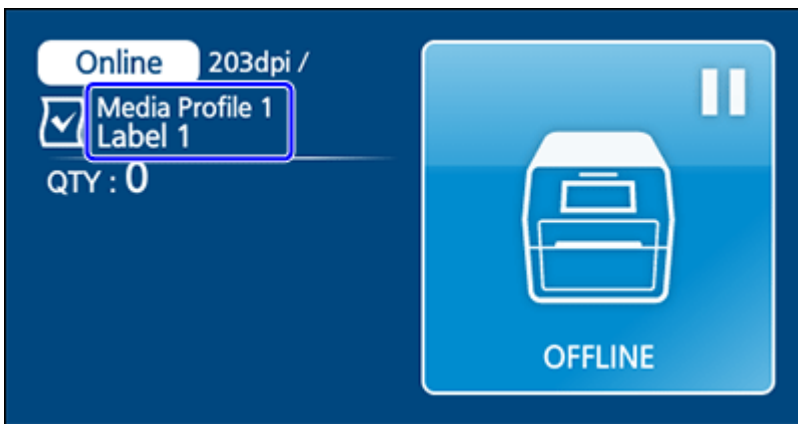 Online 203dpi /
Media Profile 1
Label 1
QTY : 0
OFFLINE